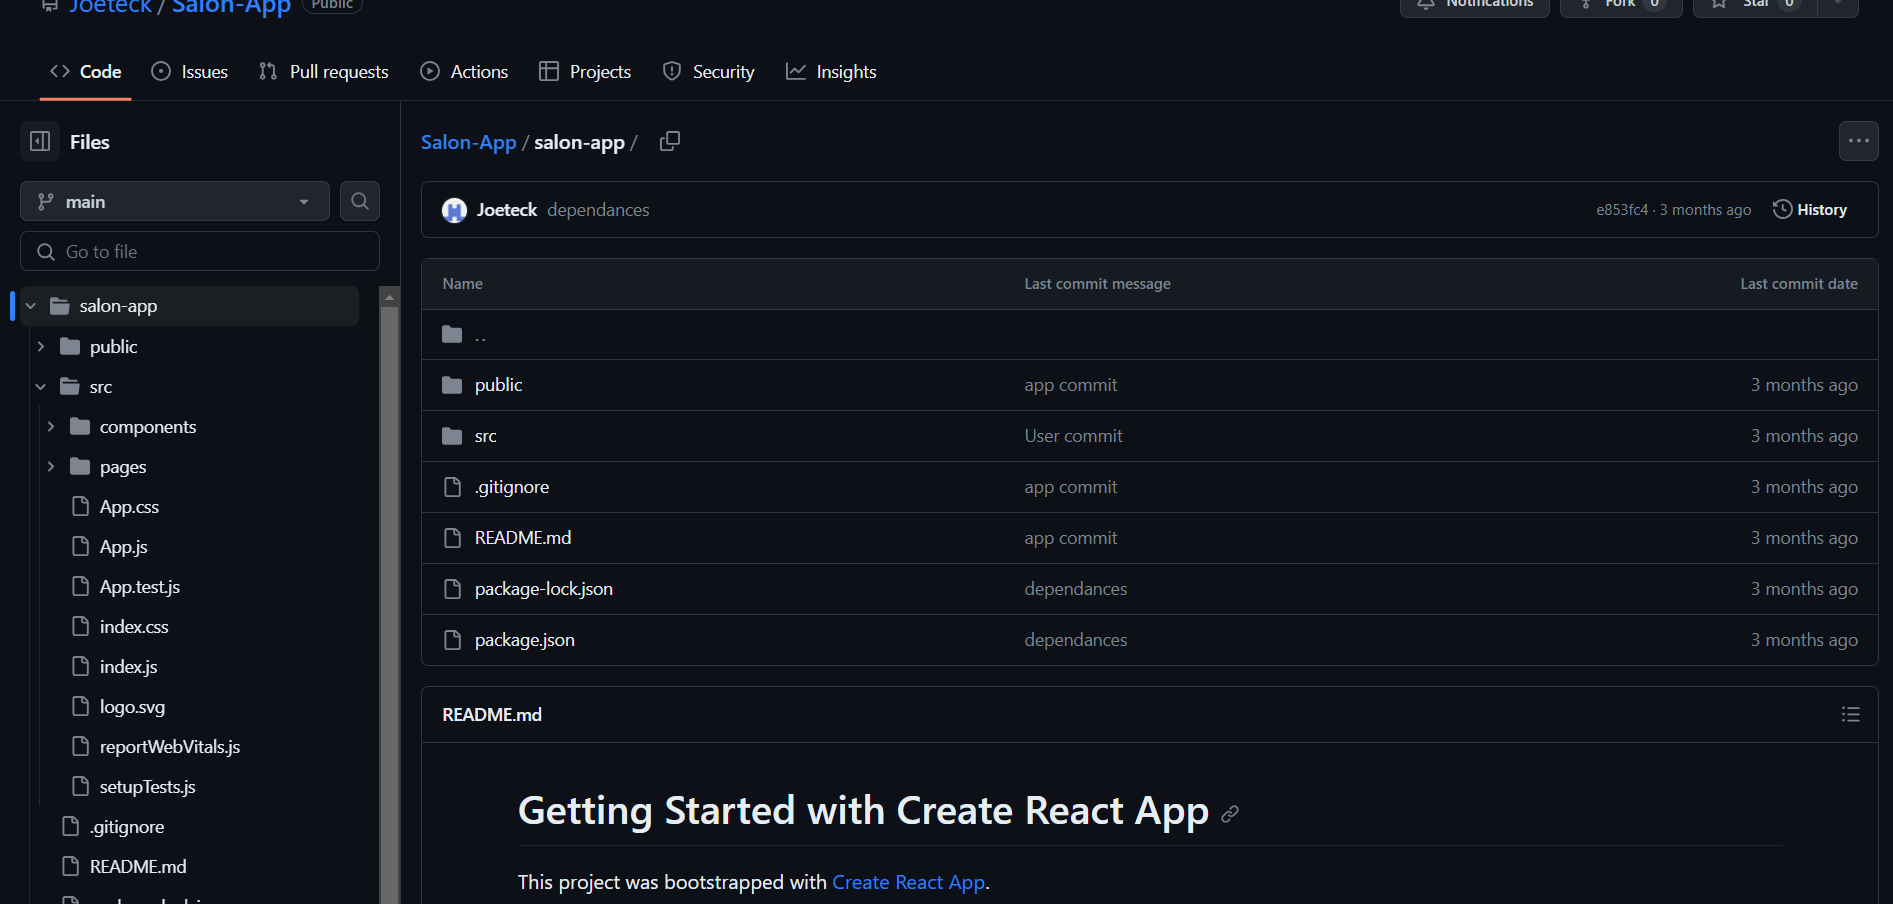 Joeteck / Salon-App Public
Notifications Fork 0 Star 0
Code Issues Pull requests Actions Projects Security Insights
Files
main
Go to file
salon-app
public
src
components
pages
App.css
App.js
App.test.js
index.css
index.js
logo.svg
reportWebVitals.js
setupTests.js
.gitignore
README.md
Salon-App / salon-app /
Joeteck dependances e853fc4 · 3 months ago History
Name Last commit message Last commit date
..
public app commit 3 months ago
src User commit 3 months ago
.gitignore app commit 3 months ago
README.md app commit 3 months ago
package-lock.json dependances 3 months ago
package.json dependances 3 months ago
README.md
Getting Started with Create React App
This project was bootstrapped with Create React App.